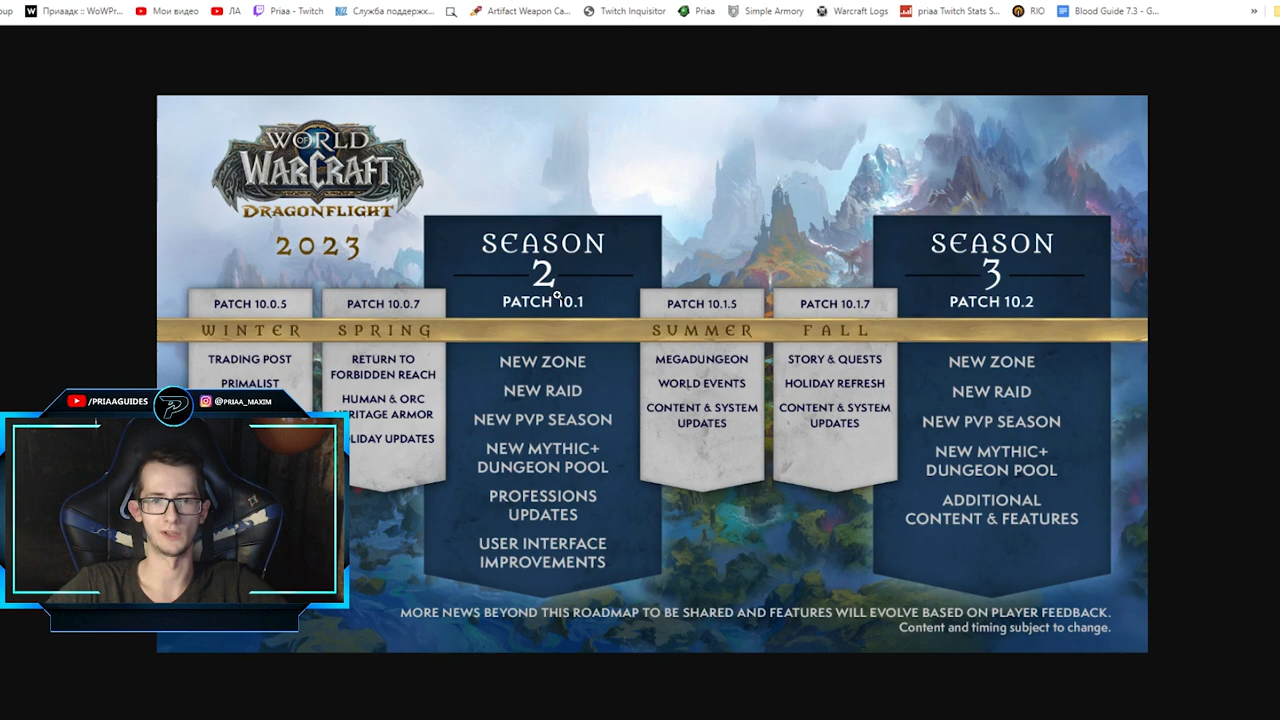 oup
W Приаадк :: WoWPr...
Мои видео
ЛА
Priaa - Twitch
Служба поддержк...
Artifact Weapon Ca...
Twitch Inquisitor
Priaa
Simple Armory
Warcraft Logs
priaa Twitch Stats S...
RIO
Blood Guide 7.3 - G...
»
WORLD OF WARCRAFT
DRAGONFLIGHT
2023
PATCH 10.0.5
WINTER
TRADING POST
PRIMALIST
PATCH 10.0.7
SPRING
RETURN TO
FORBIDDEN REACH
HUMAN & ORC
HERITAGE ARMOR
HOLIDAY UPDATES
SEASON
2
PATCH 10.1
NEW ZONE
NEW RAID
NEW PVP SEASON
NEW MYTHIC+
DUNGEON POOL
PROFESSIONS
UPDATES
USER INTERFACE
IMPROVEMENTS
PATCH 10.1.5
SUMMER
MEGADUNGEON
WORLD EVENTS
CONTENT & SYSTEM
UPDATES
PATCH 10.1.7
FALL
STORY & QUESTS
HOLIDAY REFRESH
CONTENT & SYSTEM
UPDATES
SEASON
3
PATCH 10.2
NEW ZONE
NEW RAID
NEW PVP SEASON
NEW MYTHIC+
DUNGEON POOL
ADDITIONAL
CONTENT & FEATURES
/PRIAAGUIDES
@PRIAA_MAXIM
MORE NEWS BEYOND THIS ROADMAP TO BE SHARED AND FEATURES WILL EVOLVE BASED ON PLAYER FEEDBACK.
Content and timing subject to change.